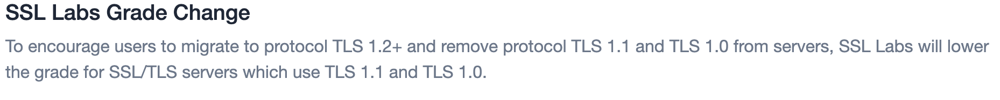 SSL Labs Grade Change
To encourage users to migrate to protocol TLS 1.2+ and remove protocol TLS 1.1 and TLS 1.0 from servers, SSL Labs will lower
the grade for SSL/TLS servers which use TLS 1.1 and TLS 1.0.